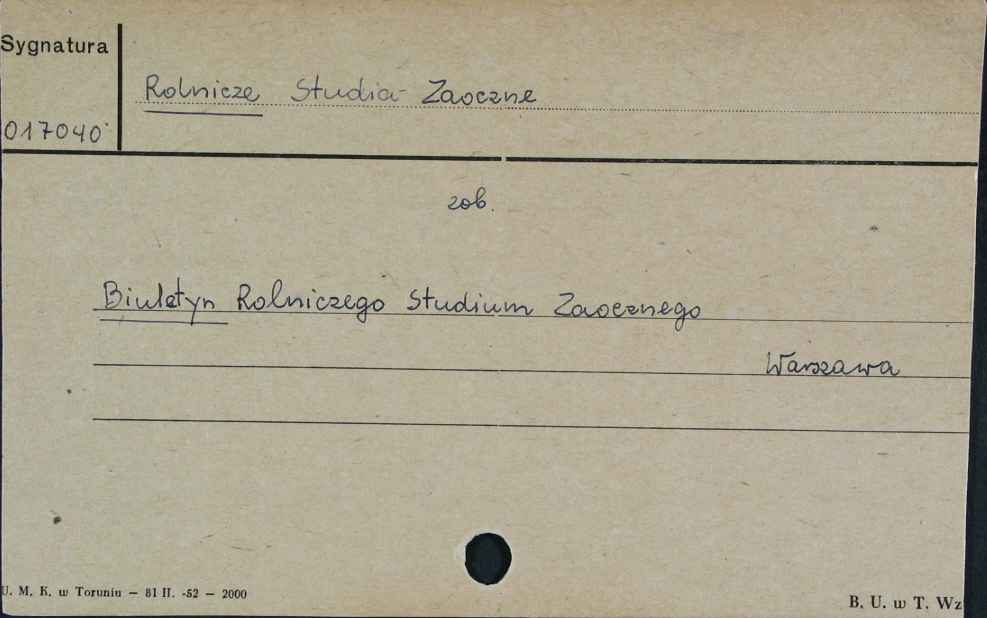 Sygnatura
Rolnicze Studia Zaoczne
017040
zob.
Biuletyn Rolniczego Studium Zaocznego
Warszawa
U. M. K. w Toruniu — 81 II. -52 — 2000
B. U. w T. Wz